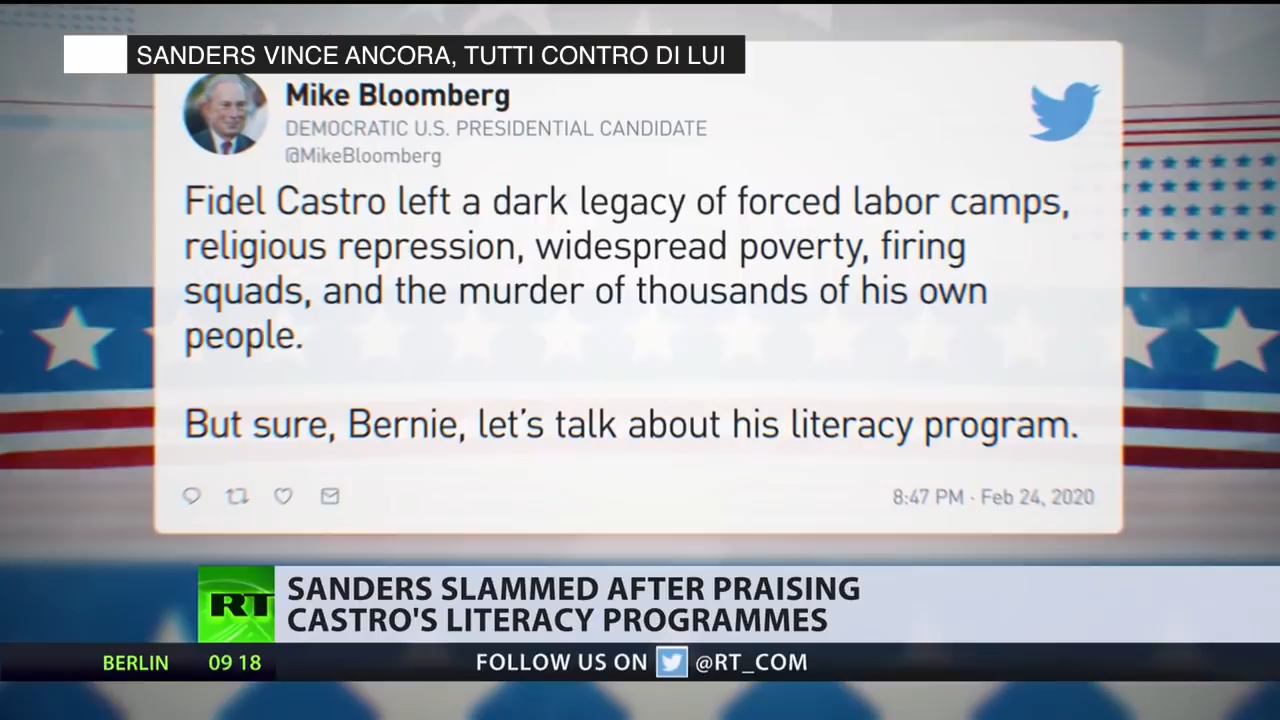 SANDERS VINCE ANCORA, TUTTI CONTRO DI LUI
Mike Bloomberg
DEMOCRATIC U.S. PRESIDENTIAL CANDIDATE
@MikeBloomberg
Fidel Castro left a dark legacy of forced labor camps,
religious repression, widespread poverty, firing
squads, and the murder of thousands of his own
people.
But sure, Bernie, let's talk about his literacy program.
8:47 PM · Feb 24, 2020
RT
SANDERS SLAMMED AFTER PRAISING
CASTRO'S LITERACY PROGRAMMES
BERLIN 09 18 FOLLOW US ON @RT_COM